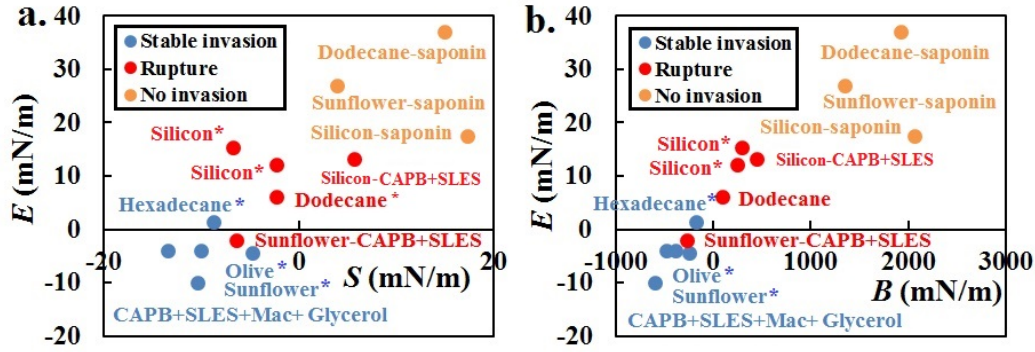 a.
40
30
20
10
0
-10
-20
E (mN/m)
Stable invasion
Rupture
No invasion
Dodecane-saponin
Sunflower-saponin
Silicon-saponin
Silicon*
Silicon*
Silicon-CAPB+SLES
Dodecane*
Hexadecane*
Sunflower-CAPB+SLES
Olive*
Sunflower*
CAPB+SLES+Mac+ Glycerol
-20
0
20
S (mN/m)
b.
40
30
20
10
0
-10
-20
E (mN/m)
Stable invasion
Rupture
No invasion
Dodecane-saponin
Sunflower-saponin
Silicon-saponin
Silicon*
Silicon*
Silicon-CAPB+SLES
Dodecane
Hexadecane*
Sunflower-CAPB+SLES
Olive*
Sunflower*
CAPB+SLES+Mac+ Glycerol
-1000
0
1000
2000
3000
B (mN/m)